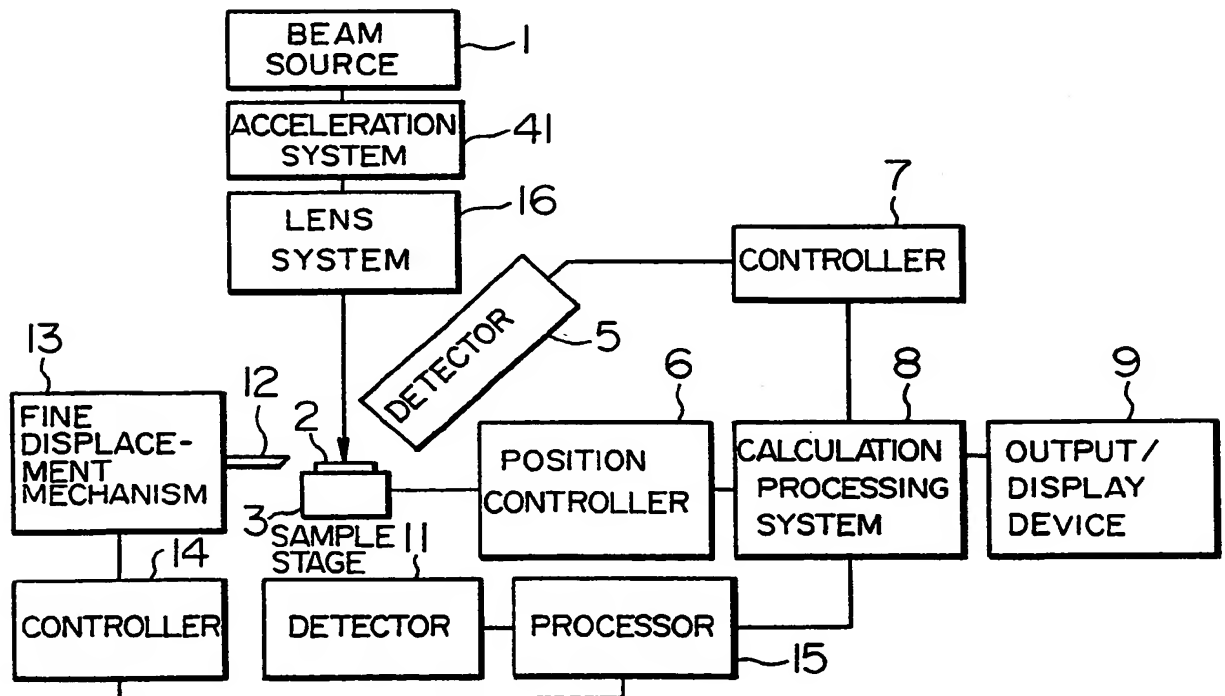 BEAM
SOURCE
1
ACCELERATION
SYSTEM
41
LENS
SYSTEM
16
7
CONTROLLER
DETECTOR
5
13
FINE
DISPLACE-
MENT
MECHANISM
12
2
3
SAMPLE
STAGE
6
POSITION
CONTROLLER
8
CALCULATION
PROCESSING
SYSTEM
9
OUTPUT/
DISPLAY
DEVICE
14
CONTROLLER
11
DETECTOR
PROCESSOR
15